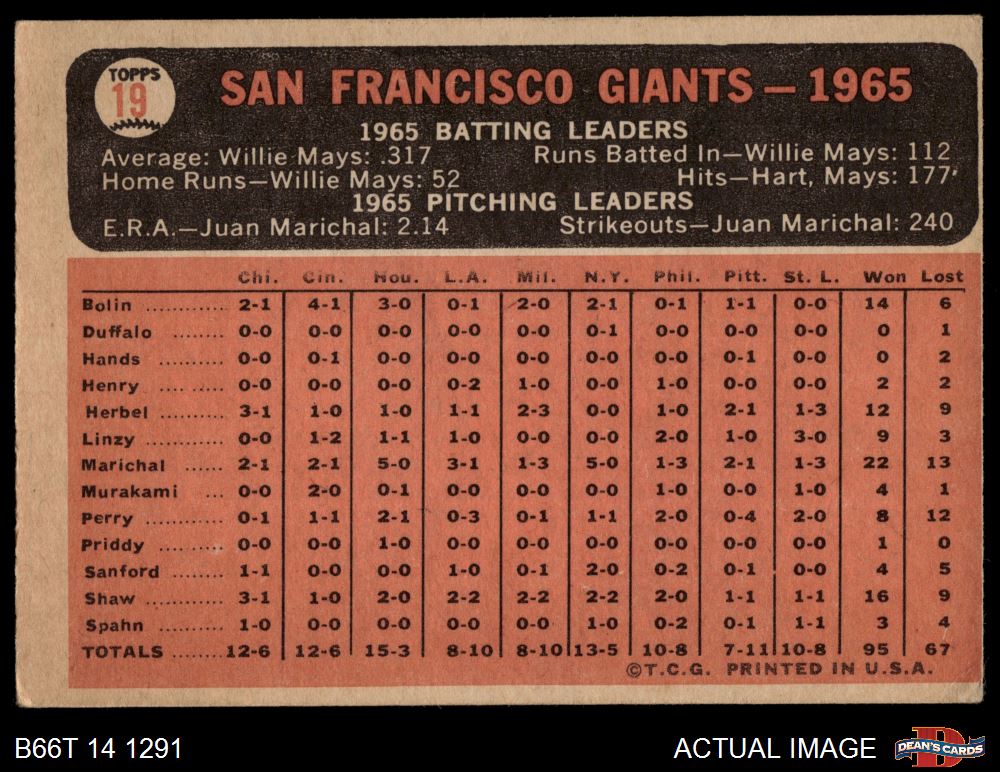 TOPPS
19
SAN FRANCISCO GIANTS — 1965
1965 BATTING LEADERS
Average: Willie Mays: .317 Runs Batted In—Willie Mays: 112
Home Runs—Willie Mays: 52 Hits—Hart, Mays: 177
1965 PITCHING LEADERS
E.R.A.—Juan Marichal: 2.14 Strikeouts—Juan Marichal: 240
Chi. Cin. Hou. L.A. Mil. N.Y. Phil. Pitt. St. L. Won Lost
Bolin ............ 2-1 4-1 3-0 0-1 2-0 2-1 0-1 1-1 0-0 14 6
Duffalo ........ 0-0 0-0 0-0 0-0 0-0 0-1 0-0 0-0 0-0 0 1
Hands .......... 0-0 0-1 0-0 0-0 0-0 0-0 0-0 0-1 0-0 0 2
Henry .......... 0-0 0-0 0-0 0-2 1-0 0-0 1-0 0-0 0-0 2 2
Herbel .......... 3-1 1-0 1-0 1-1 2-3 0-0 1-0 2-1 1-3 12 9
Linzy ............ 0-0 1-2 1-1 1-0 0-0 0-0 2-0 1-0 3-0 9 3
Marichal ...... 2-1 2-1 5-0 3-1 1-3 5-0 1-3 2-1 1-3 22 13
Murakami ... 0-0 2-0 0-1 0-0 0-0 0-0 1-0 0-0 1-0 4 1
Perry ............ 0-1 1-1 2-1 0-3 0-1 1-1 2-0 0-4 2-0 8 12
Priddy .......... 0-0 0-0 1-0 0-0 0-0 0-0 0-0 0-0 0-0 1 0
Sanford ........ 1-1 0-0 0-0 1-0 0-1 2-0 0-2 0-1 0-0 4 5
Shaw ............ 3-1 1-0 2-0 2-2 2-2 2-2 2-0 1-1 1-1 16 9
Spahn .......... 1-0 0-0 0-0 0-0 0-0 1-0 0-2 0-1 1-1 3 4
TOTALS ........ 12-6 12-6 15-3 8-10 8-10 13-5 10-8 7-11 10-8 95 67
©T.C.G. PRINTED IN U.S.A.
B66T 14 1291 ACTUAL IMAGE D DEAN'S CARDS